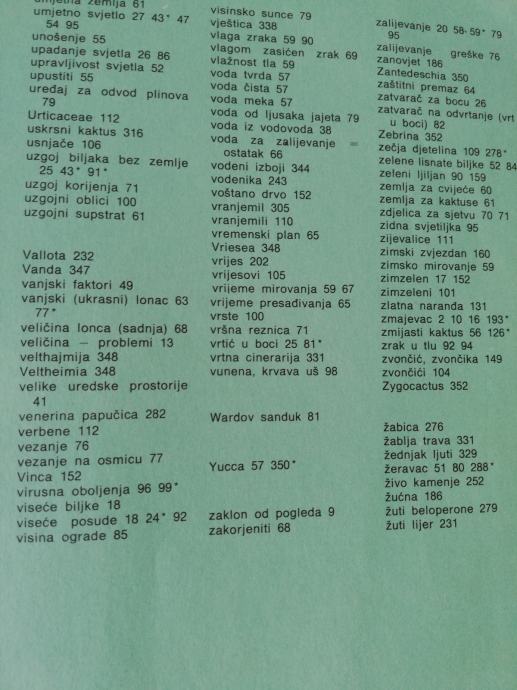 umjetna zemlja 61
umjetno svjetlo 27 43* 47
54 95
unošenje 55
upadanje svjetla 26 86
upravljivost svjetla 52
upustiti 55
uređaj za odvod plinova
79
Urticaceae 112
uskrsni kaktus 316
usnjače 106
uzgoj biljaka bez zemlje
25 43* 91*
uzgoj korijenja 71
uzgojni oblici 100
uzgojni supstrat 61
Vallota 232
Vanda 347
vanjski faktori 49
vanjski (ukrasni) lonac 63
77*
veličina lonca (sadnja) 68
veličina — problemi 13
velthajmija 348
Veltheimia 348
velike uredske prostorije
41
venerina papučica 282
verbene 112
vezanje 76
vezanje na osmicu 77
Vinca 152
virusna oboljenja 96 99*
viseće biljke 18
viseće posude 18 24* 92
visina ograde 85
visinsko sunce 79
vještica 338
vlaga zraka 59 90
vlagom zasićen zrak 69
vlažnost tla 59
voda tvrda 57
voda čista 57
voda meka 57
voda od ljusaka jajeta 79
voda iz vodovoda 38
voda za zalijevanje =
ostatak 66
vodeni izboji 344
vodenika 243
voštano drvo 152
vranjemil 305
vranjemili 110
vremenski plan 65
Vriesea 348
vrijes 202
vrijesovi 105
vrijeme mirovanja 59 67
vrijeme presađivanja 65
vrste 100
vršna reznica 71
vrtić u boci 25 81*
vrtna cinerarija 331
vunena, krvava uš 98
Wardov sanduk 81
Yucca 57 350*
zaklon od pogleda 9
zakorjeniti 68
zalijevanje 20 58- 59* 79
95
zalijevanje greške 76
zanovjet 186
Zantedeschia 350
zaštitni premaz 64
zatvarač za bocu 26
zatvarač na odvrtanje (vrt
u boci) 82
Zebrina 352
zečja djetelina 109 278*
zelene lisnate biljke 52 84
zeleni ljiljan 90 159
zemlja za cvijeće 60
zemlja za kaktuse 61
zdjelica za sjetvu 70 71
zidna svjetiljka 95
zijevalice 111
zimski zvjezdan 160
zimsko mirovanje 59
zimzelen 17 152
zimzeleni 101
zlatna naranda 131
zmajevac 2 10 16 193*
zmijasti kaktus 56 126*
zrak u tlu 92 94
zvončić, zvončika 149
zvončići 104
Zygocactus 352
žabica 276
žablja trava 331
žednjak ljuti 329
žeravac 51 80 288*
živo kamenje 252
žućna 186
žuti beloperone 279
žuti lijer 231